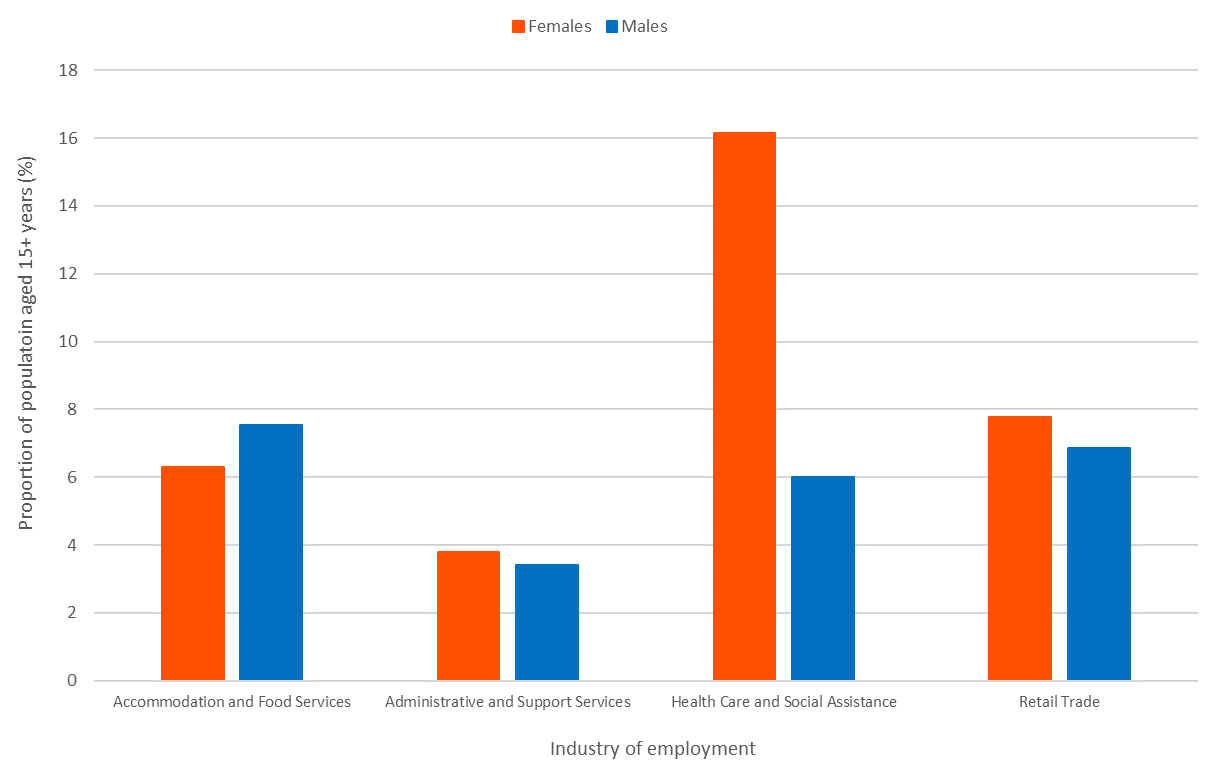 Females Males
Proportion of populatoin aged 15+ years (%)
18
16
14
12
10
8
6
4
2
0
Accommodation and Food Services Administrative and Support Services Health Care and Social Assistance Retail Trade
Industry of employment